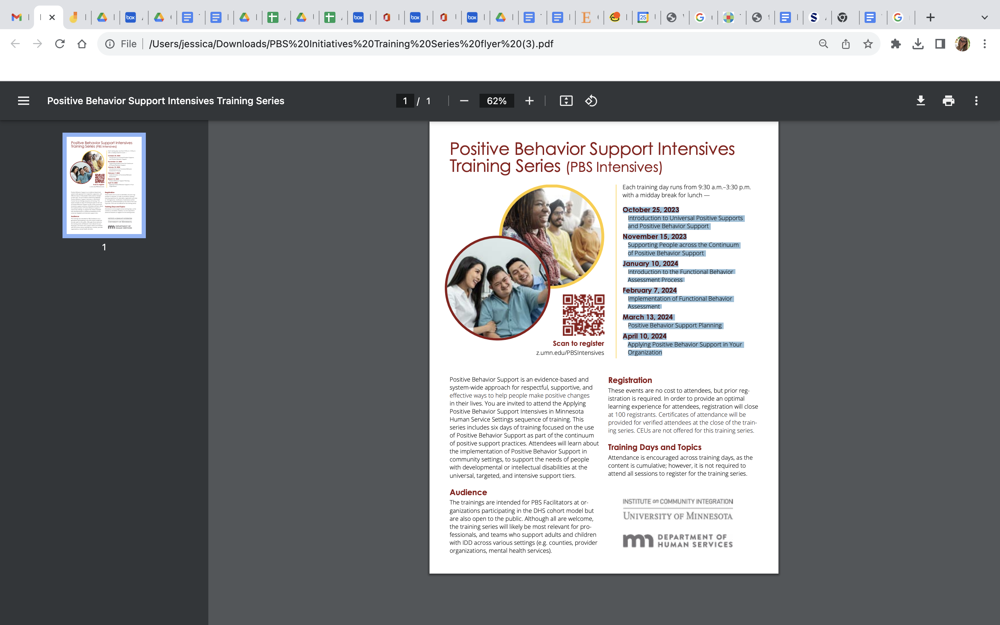 File
/Users/jessica/Downloads/PBS%20Initiatives%20Training%20Series%20flyer%20(3).pdf
Positive Behavior Support Intensives Training Series
1 / 1
62%
1
Positive Behavior Support Intensives
Training Series (PBS Intensives)
Each training day runs from 9:30 a.m.–3:30 p.m.
with a midday break for lunch —
October 25, 2023
Introduction to Universal Positive Supports
and Positive Behavior Support
November 15, 2023
Supporting People across the Continuum
of Positive Behavior Support
January 10, 2024
Introduction to the Functional Behavior
Assessment Process
February 7, 2024
Implementation of Functional Behavior
Assessment
March 13, 2024
Positive Behavior Support Planning
April 10, 2024
Applying Positive Behavior Support in Your
Organization
Scan to register
z.umn.edu/PBSIntensives
Positive Behavior Support is an evidence-based and
system-wide approach for respectful, supportive, and
effective ways to help people make positive changes
in their lives. You are invited to attend the Applying
Positive Behavior Support Intensives in Minnesota
Human Service Settings sequence of training. This
series includes six days of training focused on the use
of Positive Behavior Support as part of the continuum
of positive support practices. Attendees will learn about
the implementation of Positive Behavior Support in
community settings, to support the needs of people
with developmental or intellectual disabilities at the
universal, targeted, and intensive support tiers.
Audience
The trainings are intended for PBS Facilitators at or-
ganizations participating in the DHS cohort model but
are also open to the public. Although all are welcome,
the training series will likely be most relevant for pro-
fessionals, and teams who support adults and children
with IDD across various settings (e.g. counties, provider
organizations, mental health services).
Registration
These events are no cost to attendees, but prior reg-
istration is required. In order to provide an optimal
learning experience for attendees, registration will close
at 100 registrants. Certificates of attendance will be
provided for verified attendees at the close of the train-
ing series. CEUs are not offered for this training series.
Training Days and Topics
Attendance is encouraged across training days, as the
content is cumulative; however, it is not required to
attend all sessions to register for the training series.
INSTITUTE on COMMUNITY INTEGRATION
UNIVERSITY OF MINNESOTA
mn DEPARTMENT OF
HUMAN SERVICES